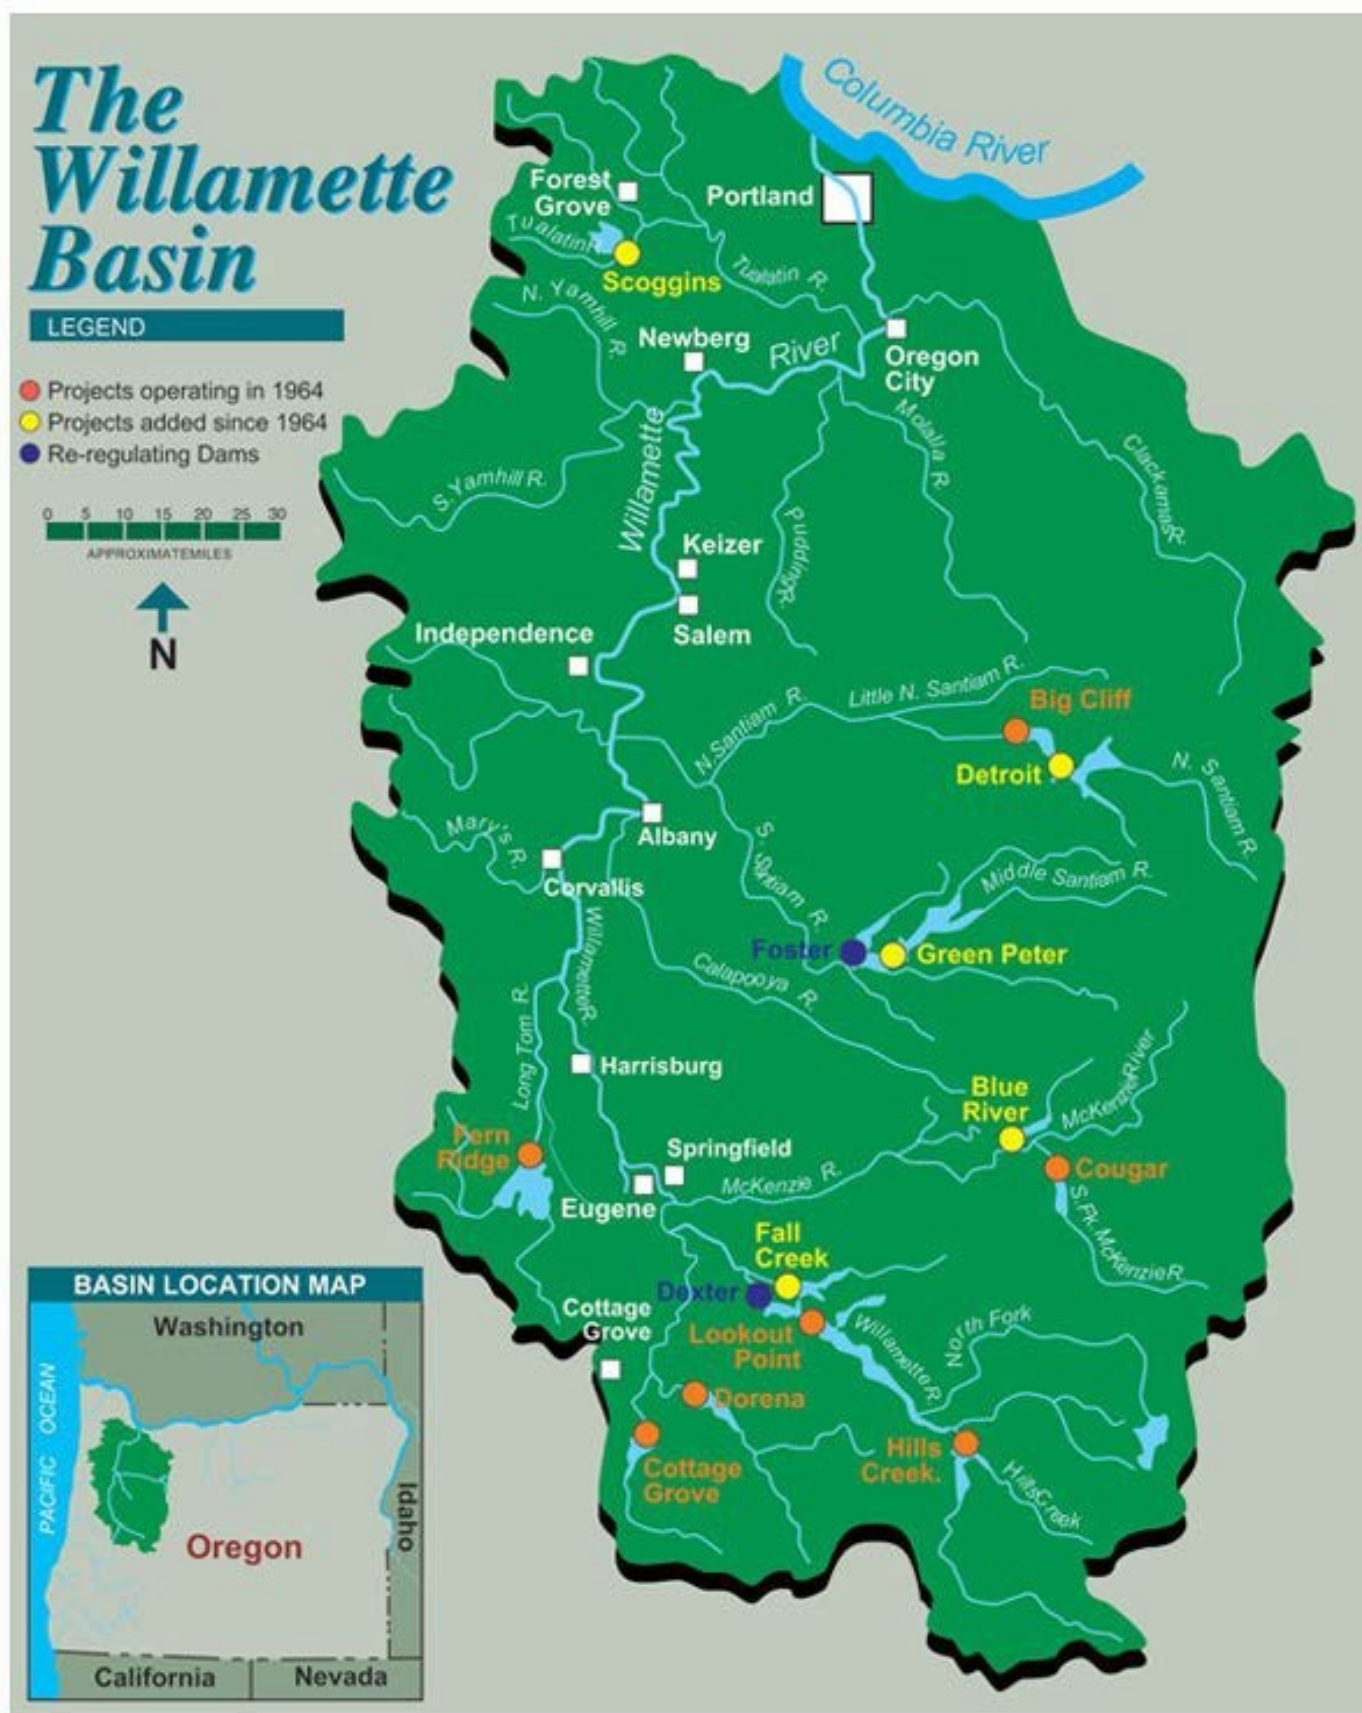 The
Willamette
Basin
LEGEND
Projects operating in 1964
Projects added since 1964
Re-regulating Dams
0 5 10 15 20 25 30
APPROXIMATEMILES
N
Columbia River
Forest
Grove
Portland
Tualatin R.
Scoggins
Tualatin R.
N. Yamhill R.
Newberg
River
Oregon
City
Willamette
Molalla R.
Clackamas R.
S. Yamhill R.
Pudding R.
Keizer
Salem
Independence
Little N. Santiam R.
Big Cliff
N. Santiam R.
Detroit
N. Santiam R.
Albany
Mary's R.
Corvallis
S. Santiam R.
Middle Santiam R.
Willamette R.
Foster
Green Peter
Calapooya R.
Long Tom R.
Harrisburg
Blue
River
McKenzie River
Fern
Ridge
Springfield
McKenzie R.
Cougar
Eugene
S. Fk. McKenzie R
Fall
Creek
Dexter
Cottage
Grove
Lookout
Point
Willamette R.
North Fork
Dorena
Hills
Creek.
Cottage
Grove
Hills Creek
BASIN LOCATION MAP
Washington
PACIFIC OCEAN
Idaho
Oregon
California
Nevada